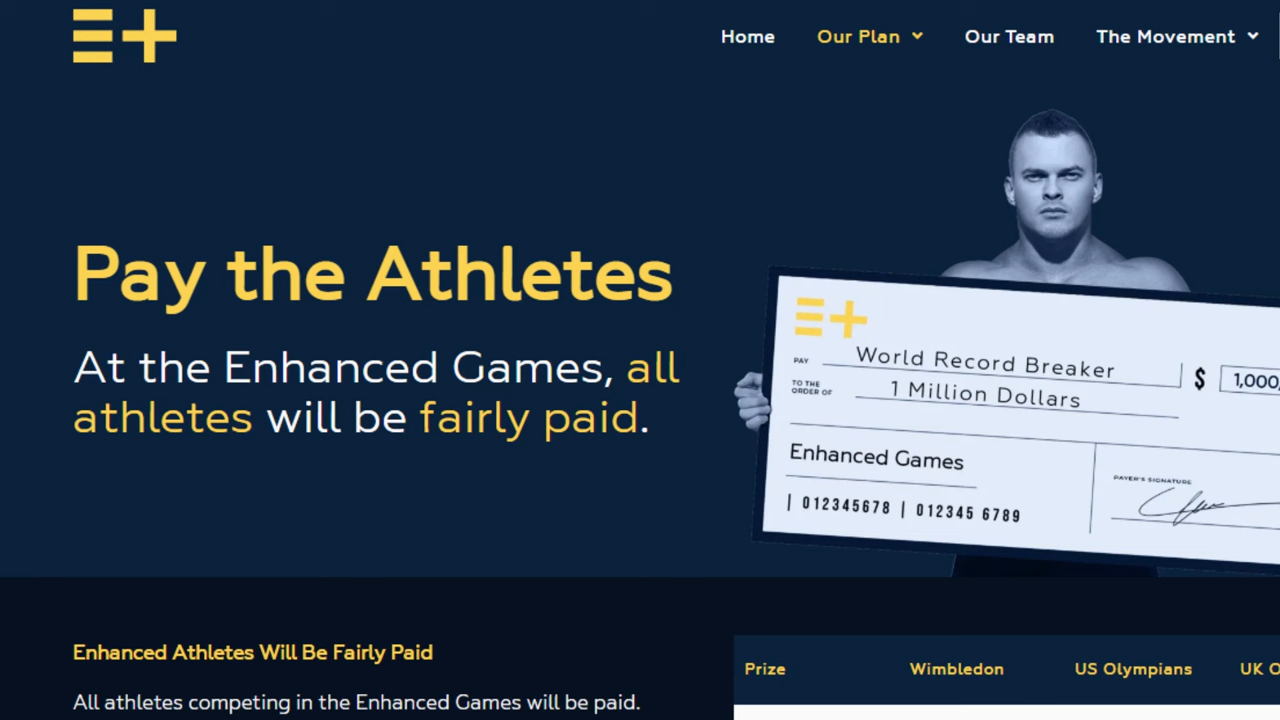 Home Our Plan Our Team The Movement
Pay the Athletes
At the Enhanced Games, all
athletes will be fairly paid.
PAY World Record Breaker $ 1,000,
TO THE
ORDER OF 1 Million Dollars
Enhanced Games
PAYER'S SIGNATURE
| 012345678 | 012345 6789
Enhanced Athletes Will Be Fairly Paid
All athletes competing in the Enhanced Games will be paid.
Prize Wimbledon US Olympians UK